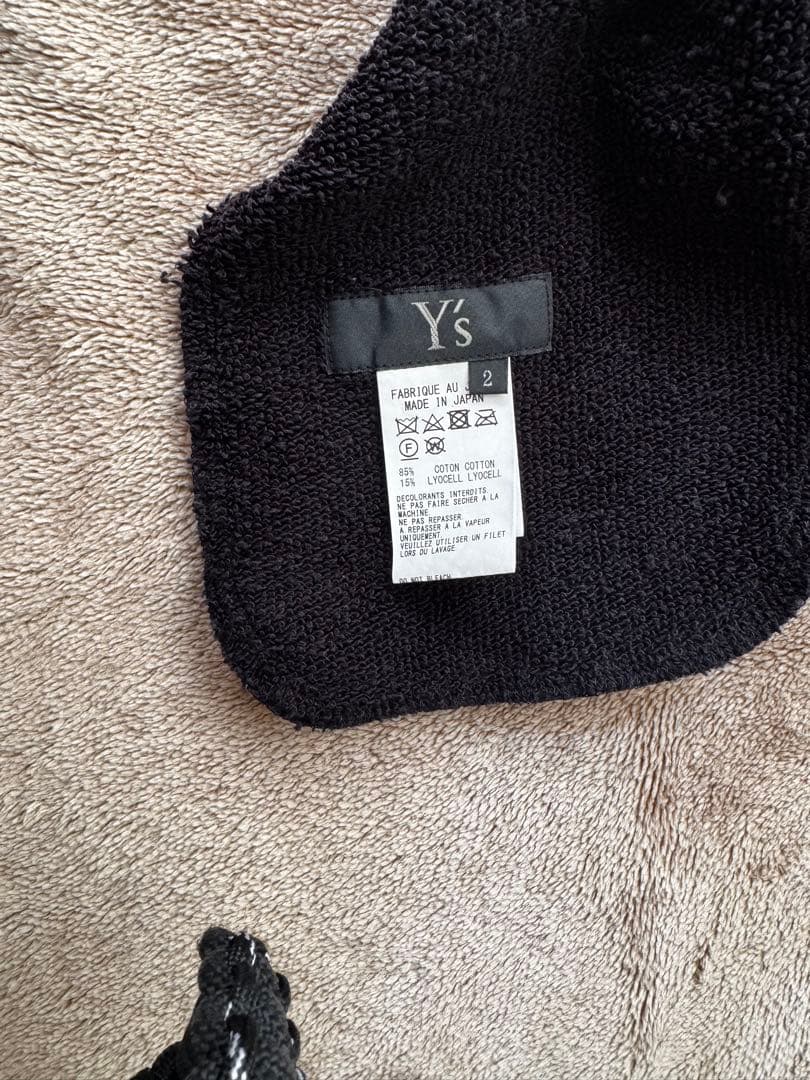 Y's
2
FABRIQUE AU
MADE IN JAPAN
F
W
85% COTON COTTON
15% LYOCELL LYOCELL
DECOLORANTS INTERDITS.
NE PAS FAIRE SECHER A LA
MACHINE.
NE PAS REPASSER.
A REPASSER A LA VAPEUR
UNIQUEMENT.
VEUILLEZ UTILISER UN FILET
LORS DU LAVAGE
DO NOT BLEACH